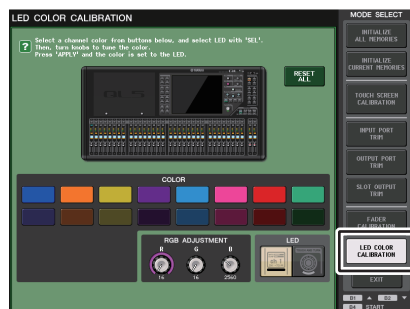 LED COLOR CALIBRATION
MODE SELECT
? Select a channel color from buttons below, and select LED with 'SEL'.
Then, turn knobs to tune the color.
Press 'APPLY' and the color is set to the LED.
RESET
ALL
QL5
COLOR
RGB ADJUSTMENT
R G B
16 16 2560
LED
INITIALIZE
ALL MEMORIES
INITIALIZE
CURRENT MEMORIES
TOUCH SCREEN
CALIBRATION
INPUT PORT
TRIM
OUTPUT PORT
TRIM
SLOT OUTPUT
TRIM
FADER
CALIBRATION
LED COLOR
CALIBRATION
EXIT
START